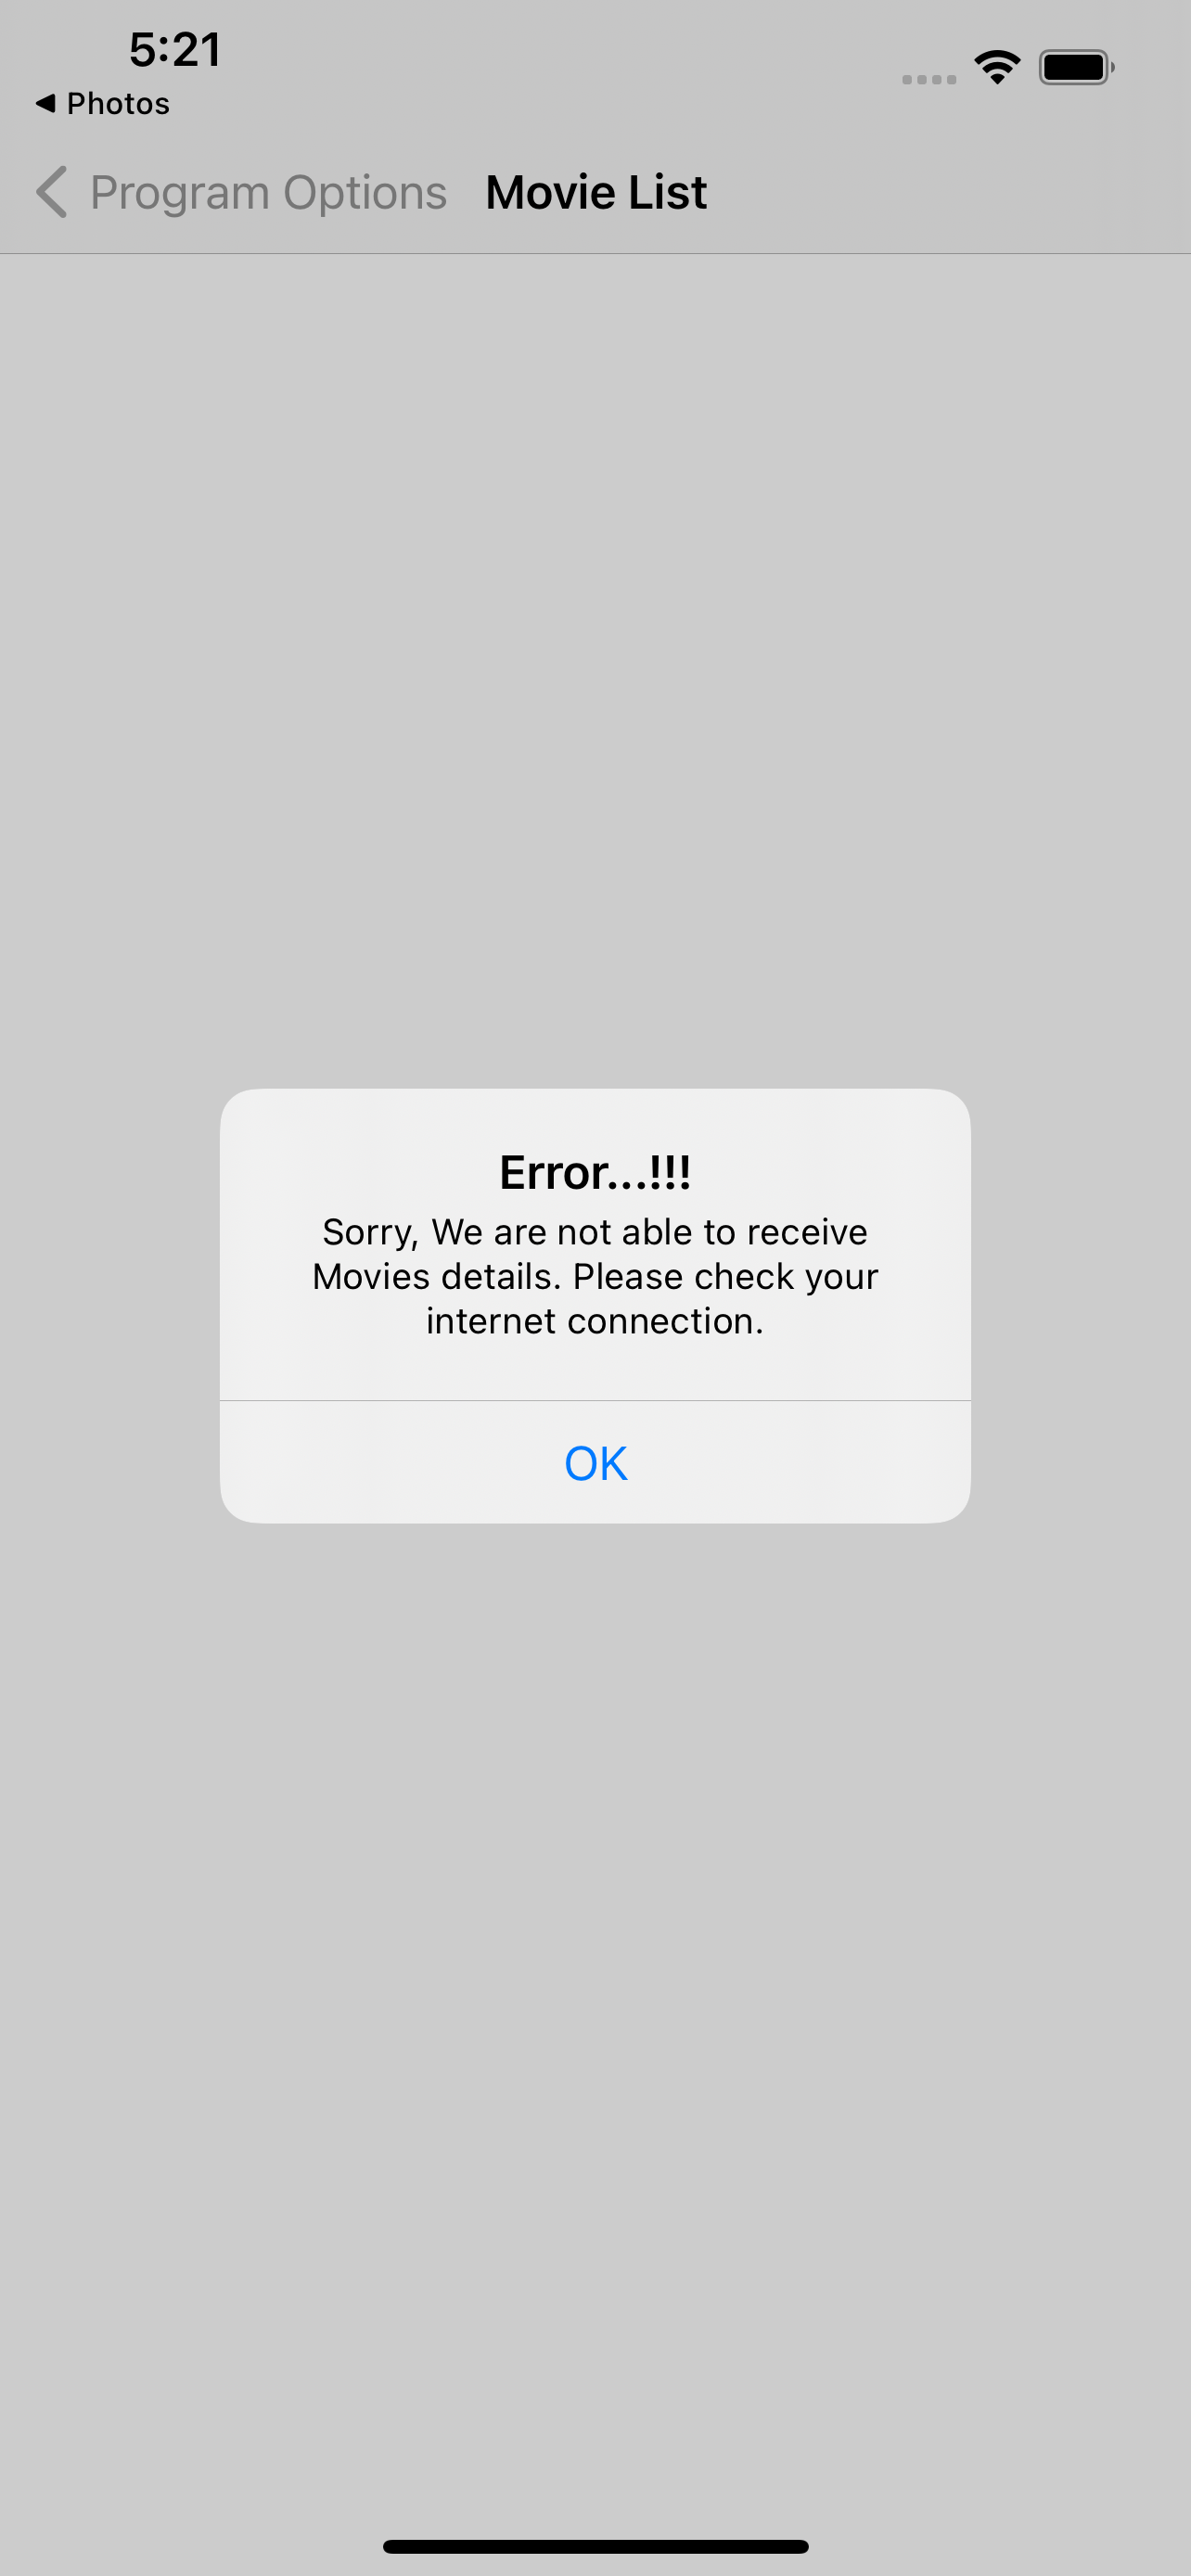 5:21
◀ Photos
Program Options
Movie List
Error...!!!
Sorry, We are not able to receive
Movies details. Please check your
internet connection.
OK